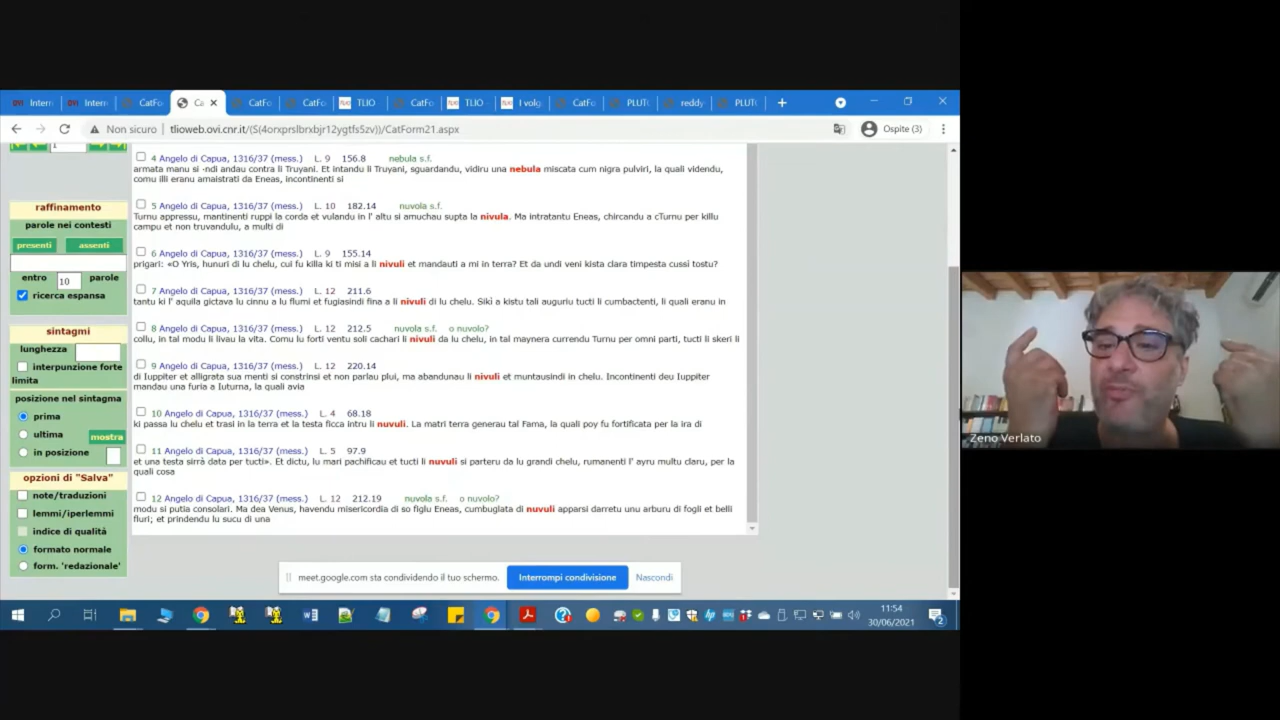 Intern
Intern
CatFo
Ca
CatFo
CatFo
TLIO
CatFo
TLIO
I volg
CatFo
PLUT
reddy
PLUT
Non sicuro
tlioweb.ovi.cnr.it/(S(4orxprslbrxbjr12ygtfs5zv))/CatForm21.aspx
Ospite (3)
1
raffinamento
parole nei contesti
presenti assenti
entro 10 parole
ricerca espansa
sintagmi
lunghezza
interpunzione forte
limita
posizione nel sintagma
prima
ultima mostra
in posizione
opzioni di "Salva"
note/traduzioni
lemmi/iperlemmi
indice di qualità
formato normale
form. 'redazionale'
4 Angelo di Capua, 1316/37 (mess.) L. 9 156.8 nebula s.f.
armata manu si -ndi andau contra li Truyani. Et intandu li Truyani, sguardandu, vidiru una nebula miscata cum nigra pulviri, la quali videndu,
comu illi eranu amaistrati da Eneas, incontinenti si
5 Angelo di Capua, 1316/37 (mess.) L. 10 182.14 nuvola s.f.
Turnu appressu, mantinenti ruppi la corda et vulandu in l' altu si amuchau supta la nivula. Ma intratantu Eneas, chircandu a cTurnu per killu
campu et non truvandulu, a multi di
6 Angelo di Capua, 1316/37 (mess.) L. 9 155.14
prigari: «O Yris, hunuri di lu chelu, cui fu killa ki ti misi a li nivuli et mandauti a mi in terra? Et da undi veni kista clara timpesta cussì tostu?
7 Angelo di Capua, 1316/37 (mess.) L. 12 211.6
tantu ki l' aquila gictava lu cinnu a lu flumi et fugiasindi fina a li nivuli di lu chelu. Sikì a kistu tali auguriu tucti li cumbactenti, li quali eranu in
8 Angelo di Capua, 1316/37 (mess.) L. 12 212.5 nuvola s.f. o nuvolo?
collu, in tal modu li livau la vita. Comu lu forti ventu soli cachari li nivuli da lu chelu, in tal maynera currendu Turnu per omni parti, tucti li skeri li
9 Angelo di Capua, 1316/37 (mess.) L. 12 220.14
di Iuppiter et alligrata sua menti si constrinsi et non parlau plui, ma abandunau li nivuli et muntausindi in chelu. Incontinenti deu Iuppiter
mandau una furia a Iuturna, la quali avia
10 Angelo di Capua, 1316/37 (mess.) L. 4 68.18
ki passa lu chelu et trasi in la terra et la testa ficca intru li nuvuli. La matri terra generau tal Fama, la quali poy fu fortificata per la ira di
11 Angelo di Capua, 1316/37 (mess.) L. 5 97.9
et una testa sirrà data per tucti». Et dictu, lu mari pachificau et tucti li nuvuli si parteru da lu grandi chelu, rumanenti l' ayru multu claru, per la
quali cosa
12 Angelo di Capua, 1316/37 (mess.) L. 12 212.19 nuvola s.f. o nuvolo?
modu si putia consolari. Ma dea Venus, havendu misericordia di so figlu Eneas, cumbuglata di nuvuli apparsi darretu unu arburu di fogli et belli
fluri; et prindendu lu sucu di una
meet.google.com sta condividendo il tuo schermo.
Interrompi condivisione
Nascondi
11:54
30/06/2021
2
Zeno Verlato